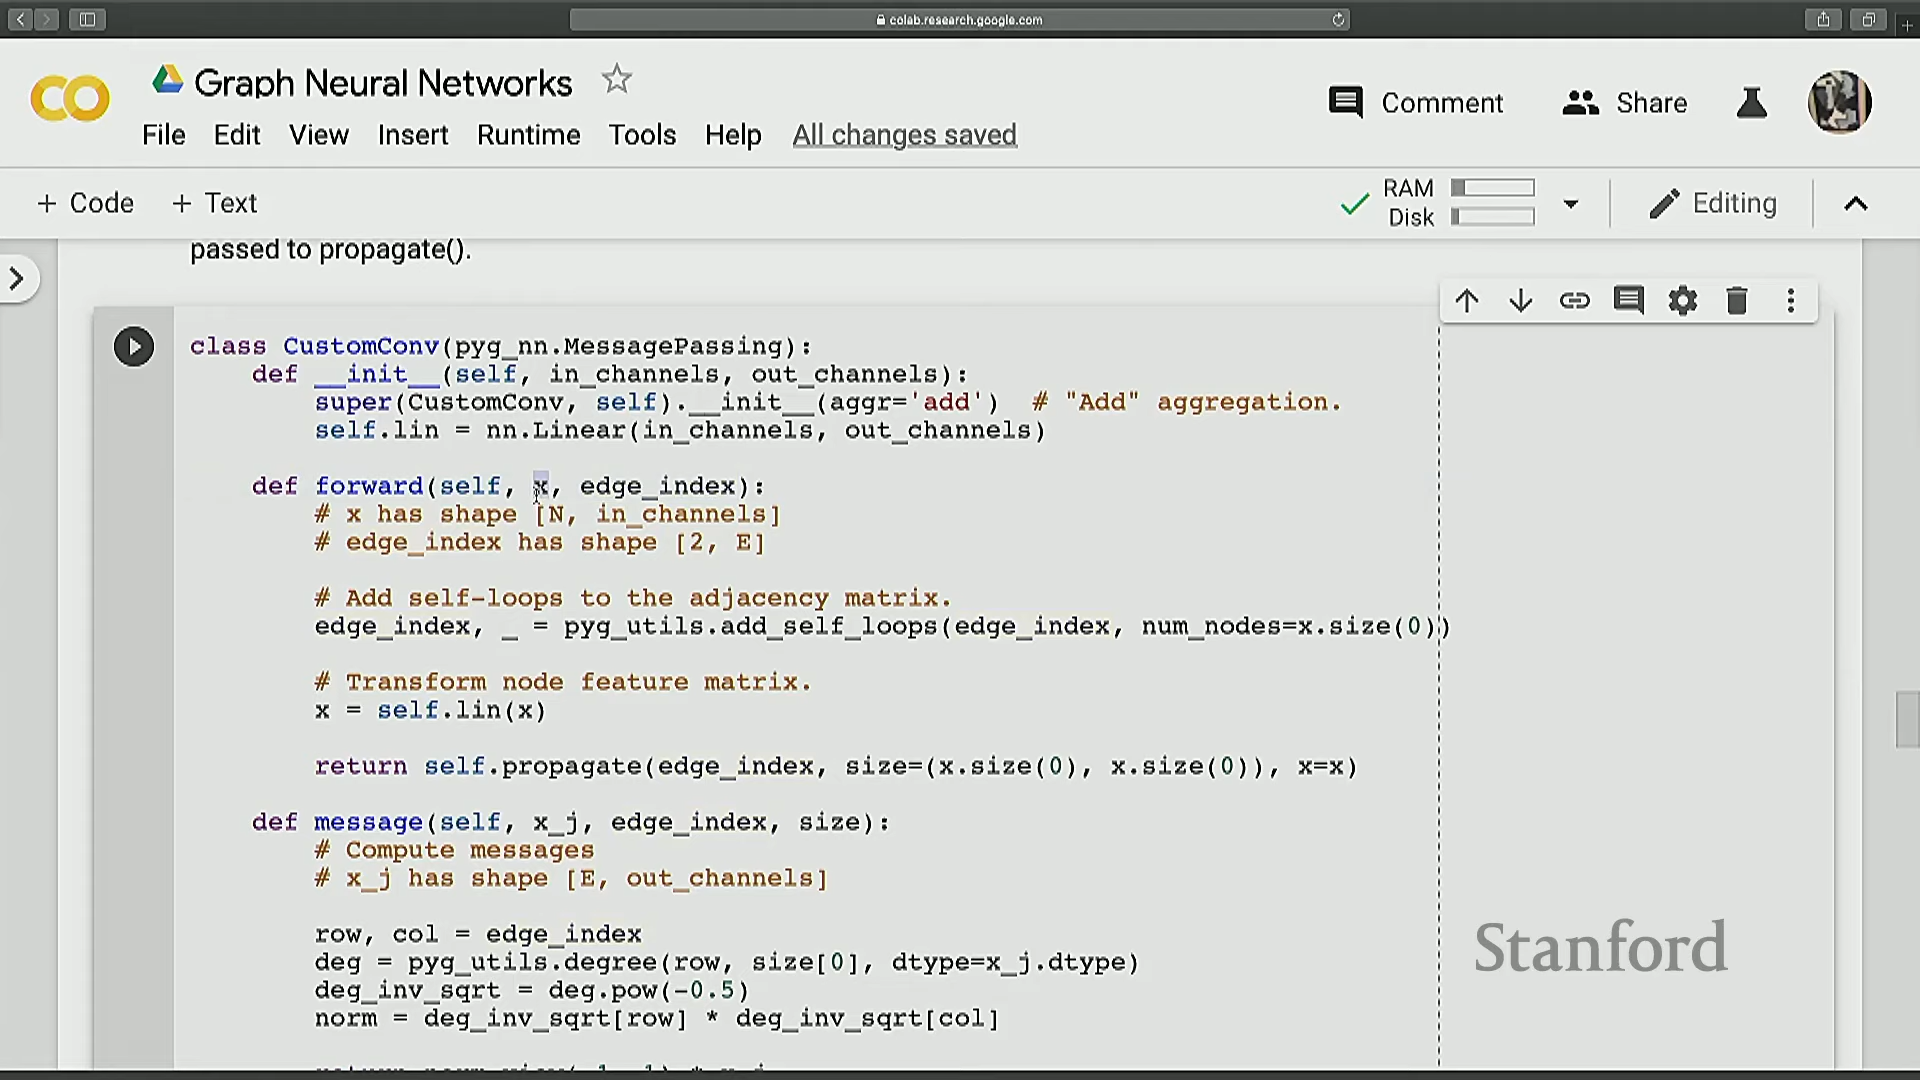 colab.research.google.com
CO
Graph Neural Networks
Comment
Share
File Edit View Insert Runtime Tools Help All changes saved
+ Code + Text
RAM
Disk
Editing
passed to propagate().
class CustomConv(pyg_nn.MessagePassing):
def __init__(self, in_channels, out_channels):
super(CustomConv, self).__init__(aggr='add') # "Add" aggregation.
self.lin = nn.Linear(in_channels, out_channels)
def forward(self, x, edge_index):
# x has shape [N, in_channels]
# edge_index has shape [2, E]
# Add self-loops to the adjacency matrix.
edge_index, _ = pyg_utils.add_self_loops(edge_index, num_nodes=x.size(0))
# Transform node feature matrix.
x = self.lin(x)
return self.propagate(edge_index, size=(x.size(0), x.size(0)), x=x)
def message(self, x_j, edge_index, size):
# Compute messages
# x_j has shape [E, out_channels]
row, col = edge_index
deg = pyg_utils.degree(row, size[0], dtype=x_j.dtype)
deg_inv_sqrt = deg.pow(-0.5)
norm = deg_inv_sqrt[row] * deg_inv_sqrt[col]
Stanford